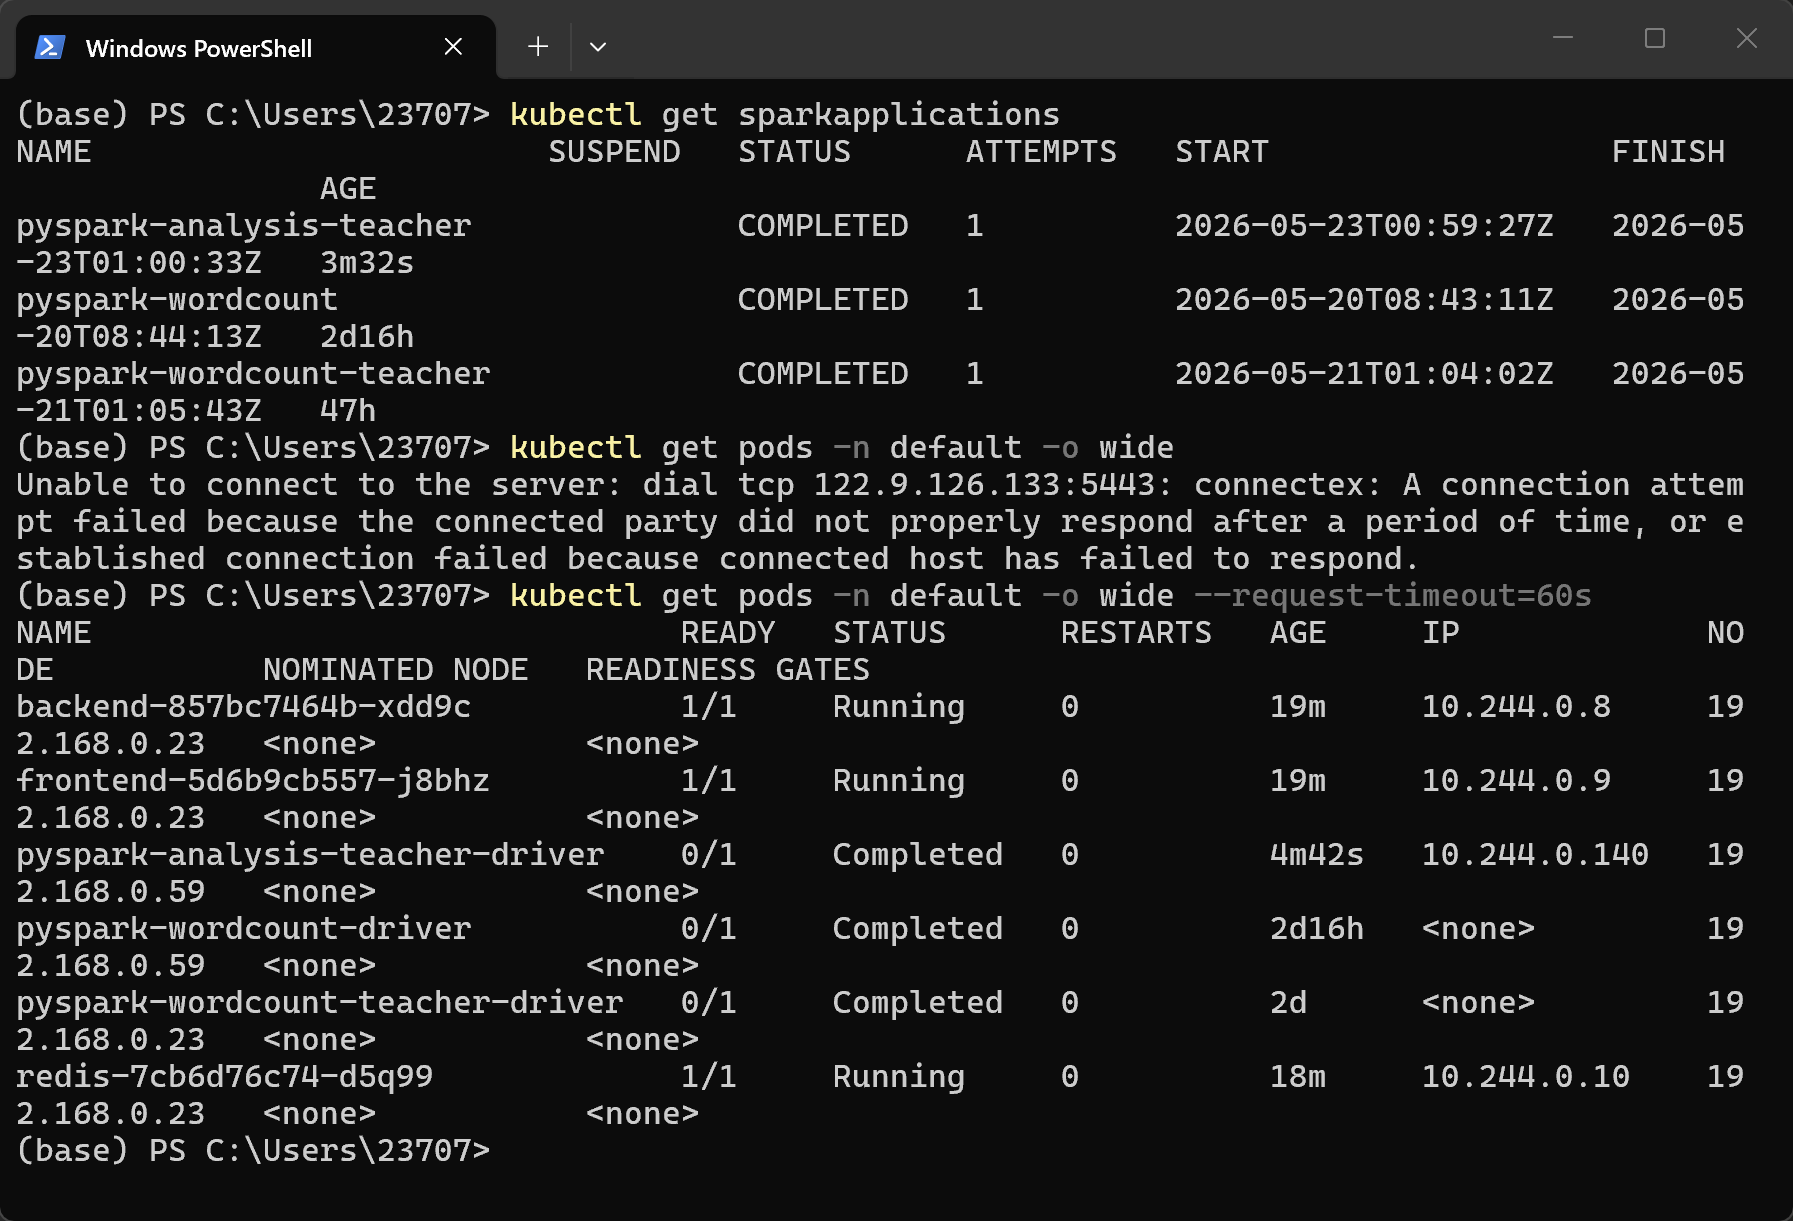 Windows PowerShell
(base) PS C:\Users\23707> kubectl get sparkapplications
NAME                        SUSPEND   STATUS      ATTEMPTS   START                  FINISH
                AGE
pyspark-analysis-teacher              COMPLETED   1          2026-05-23T00:59:27Z   2026-05
-23T01:00:33Z   3m32s
pyspark-wordcount                     COMPLETED   1          2026-05-20T08:43:11Z   2026-05
-20T08:44:13Z   2d16h
pyspark-wordcount-teacher             COMPLETED   1          2026-05-21T01:04:02Z   2026-05
-21T01:05:43Z   47h
(base) PS C:\Users\23707> kubectl get pods -n default -o wide
Unable to connect to the server: dial tcp 122.9.126.133:5443: connectex: A connection attem
pt failed because the connected party did not properly respond after a period of time, or e
stablished connection failed because connected host has failed to respond.
(base) PS C:\Users\23707> kubectl get pods -n default -o wide --request-timeout=60s
NAME                               READY   STATUS      RESTARTS   AGE     IP             NO
DE           NOMINATED NODE   READINESS GATES
backend-857bc7464b-xdd9c           1/1     Running     0          19m     10.244.0.8     19
2.168.0.23   <none>           <none>
frontend-5d6b9cb557-j8bhz          1/1     Running     0          19m     10.244.0.9     19
2.168.0.23   <none>           <none>
pyspark-analysis-teacher-driver    0/1     Completed   0          4m42s   10.244.0.140   19
2.168.0.59   <none>           <none>
pyspark-wordcount-driver           0/1     Completed   0          2d16h   <none>         19
2.168.0.59   <none>           <none>
pyspark-wordcount-teacher-driver   0/1     Completed   0          2d      <none>         19
2.168.0.23   <none>           <none>
redis-7cb6d76c74-d5q99             1/1     Running     0          18m     10.244.0.10    19
2.168.0.23   <none>           <none>
(base) PS C:\Users\23707>